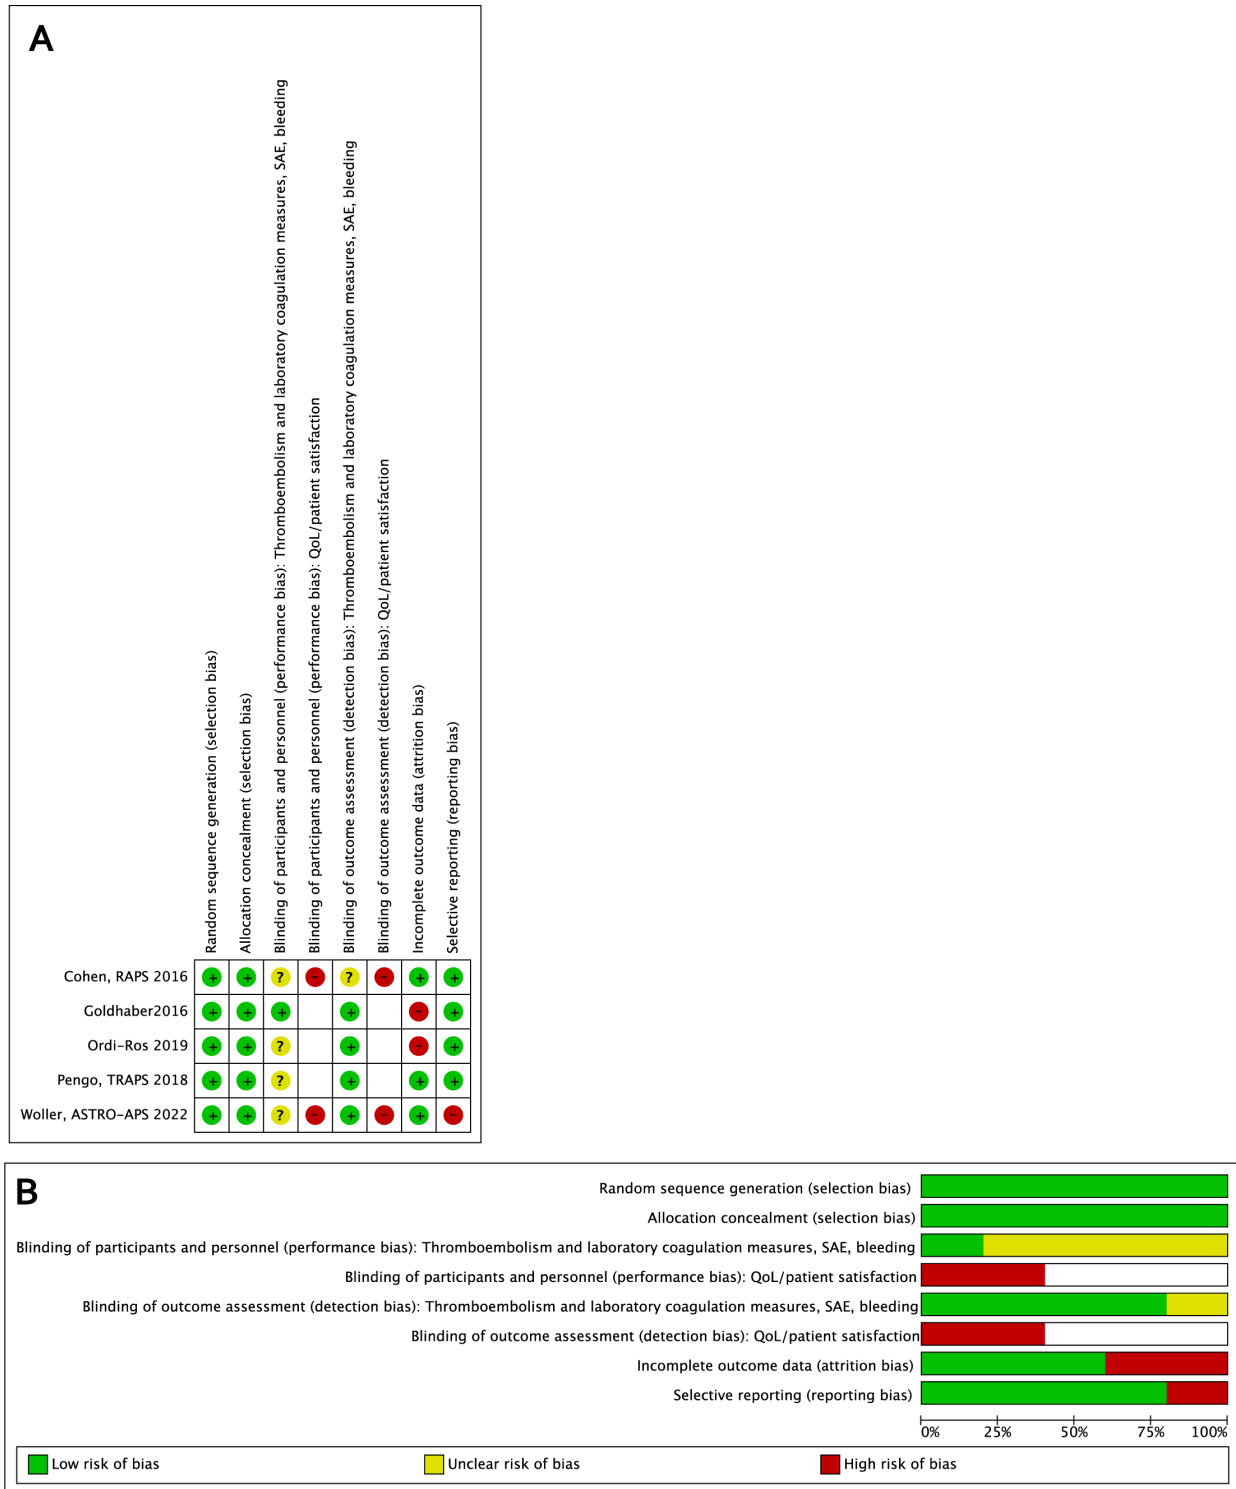 A
Random sequence generation (selection bias)
Allocation concealment (selection bias)
Blinding of participants and personnel (performance bias): Thromboembolism and laboratory coagulation measures, SAE, bleeding
Blinding of participants and personnel (performance bias): QoL/patient satisfaction
Blinding of outcome assessment (detection bias): Thromboembolism and laboratory coagulation measures, SAE, bleeding
Blinding of outcome assessment (detection bias): QoL/patient satisfaction
Incomplete outcome data (attrition bias)
Selective reporting (reporting bias)
Cohen, RAPS 2016 + + ? - ? - + +
Goldhaber2016 + + + + - +
Ordi-Ros 2019 + + ? + - +
Pengo, TRAPS 2018 + + ? + + +
Woller, ASTRO-APS 2022 + + ? - + - + -
B
Random sequence generation (selection bias)
Allocation concealment (selection bias)
Blinding of participants and personnel (performance bias): Thromboembolism and laboratory coagulation measures, SAE, bleeding
Blinding of participants and personnel (performance bias): QoL/patient satisfaction
Blinding of outcome assessment (detection bias): Thromboembolism and laboratory coagulation measures, SAE, bleeding
Blinding of outcome assessment (detection bias): QoL/patient satisfaction
Incomplete outcome data (attrition bias)
Selective reporting (reporting bias)
0% 25% 50% 75% 100%
Low risk of bias Unclear risk of bias High risk of bias